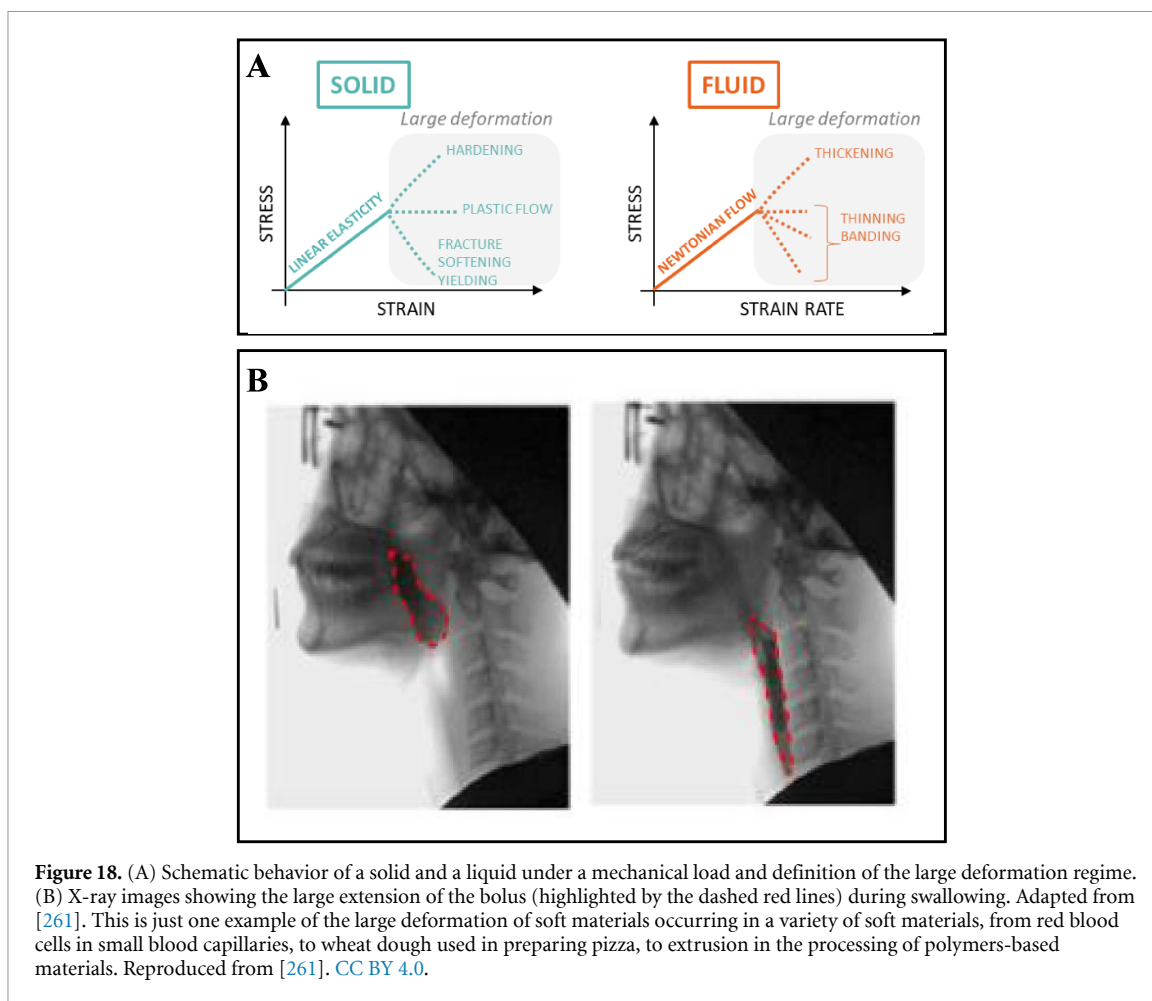 A
SOLID
Large deformation
HARDENING
STRESS
LINEAR ELASTICITY
PLASTIC FLOW
FRACTURE
SOFTENING
YIELDING
STRAIN
FLUID
Large deformation
THICKENING
STRESS
NEWTONIAN FLOW
THINNING
BANDING
STRAIN RATE
B
Figure 18. (A) Schematic behavior of a solid and a liquid under a mechanical load and definition of the large deformation regime.
(B) X-ray images showing the large extension of the bolus (highlighted by the dashed red lines) during swallowing. Adapted from
[261]. This is just one example of the large deformation of soft materials occurring in a variety of soft materials, from red blood
cells in small blood capillaries, to wheat dough used in preparing pizza, to extrusion in the processing of polymers-based
materials. Reproduced from [261]. CC BY 4.0.